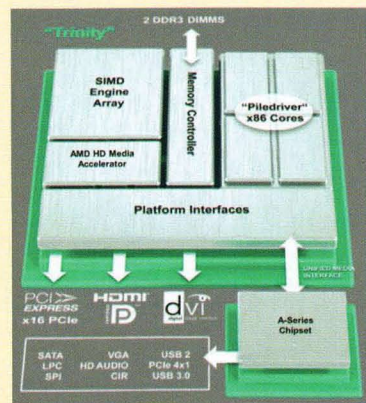 2 DDR3 DIMMS
"Trinity"
SIMD
Engine
Array
Memory Controller
"Piledriver"
x86 Cores
AMD HD Media
Accelerator
Platform Interfaces
UNIFIED MEDIA
INTERFACE
PCI
EXPRESS
x16 PCIe
HDMI
DVI
A-Series
Chipset
SATA VGA USB 2
LPC HD AUDIO PCIe 4x1
SPI CIR USB 3.0